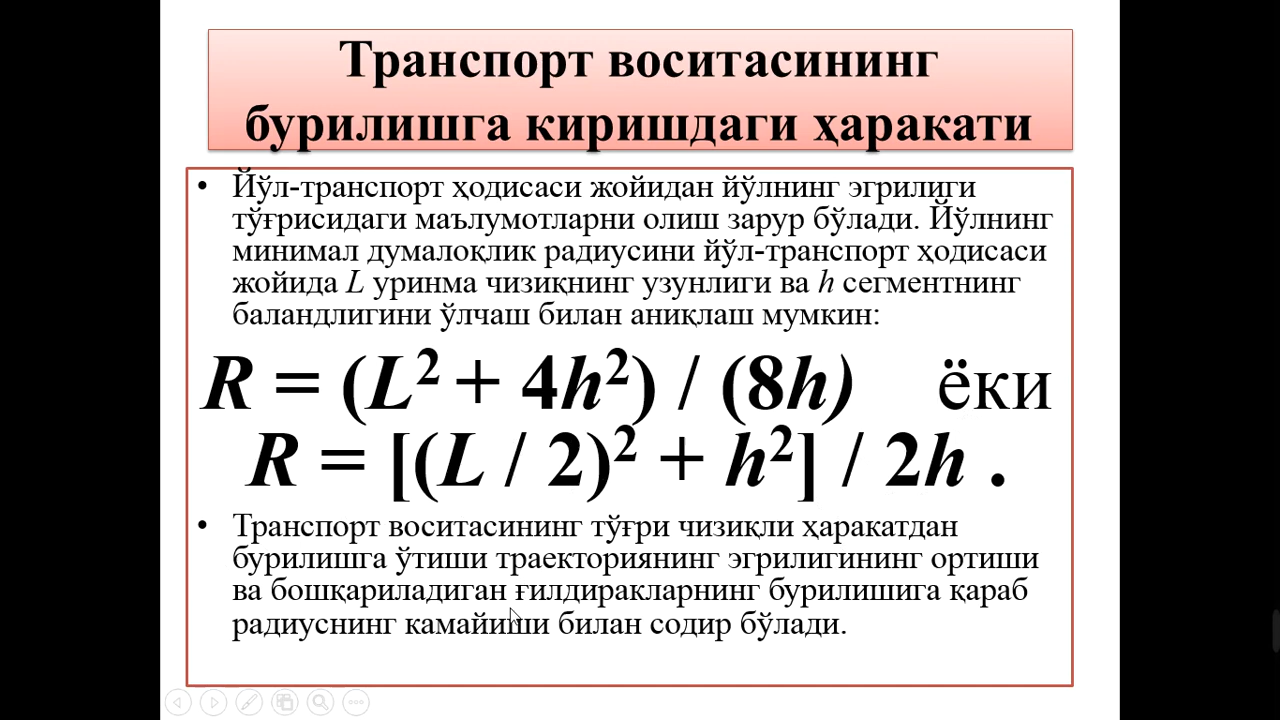 Транспорт воситасининг
бурилишга киришдаги ҳаракати
• Йўл-транспорт ҳодисаси жойидан йўлнинг эгрилиги
тўғрисидаги маълумотларни олиш зарур бўлади. Йўлнинг
минимал думалоқлик радиусини йўл-транспорт ҳодисаси
жойида L уринма чизиқнинг узунлиги ва h сегментнинг
баландлигини ўлчаш билан аниқлаш мумкин:
R = (L² + 4h²) / (8h) ёки
R = [(L / 2)² + h²] / 2h .
• Транспорт воситасининг тўғри чизиқли ҳаракатдан
бурилишга ўтиши траекториянинг эгрилигининг ортиши
ва бошқариладиган ғилдиракларнинг бурилишига қараб
радиуснинг камайиши билан содир бўлади.